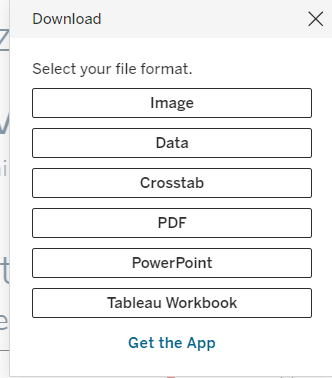 Download
Select your file format.
Image
Data
Crosstab
PDF
PowerPoint
Tableau Workbook
Get the App